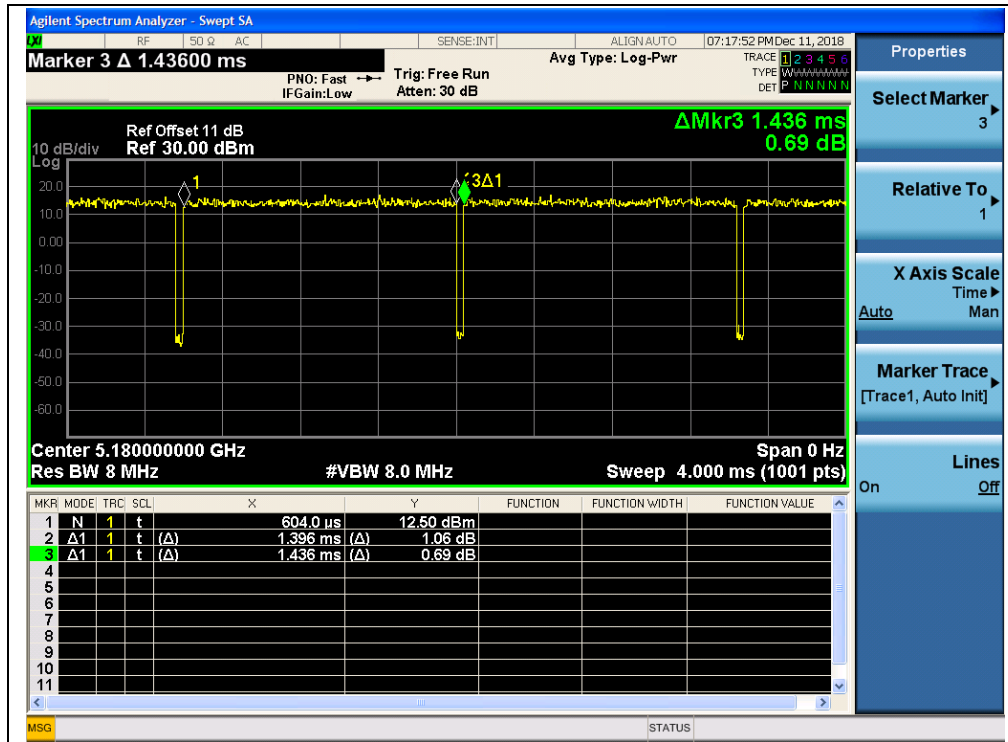 Agilent Spectrum Analyzer - Swept SA
LXI RF 50 Ω AC SENSE:INT ALIGN AUTO 07:17:52 PM Dec 11, 2018
Marker 3 Δ 1.43600 ms
PNO: Fast
IFGain:Low
Trig: Free Run
Atten: 30 dB
Avg Type: Log-Pwr
TRACE 1 2 3 4 5 6
TYPE W
DET P N N N N N
ΔMkr3 1.436 ms
0.69 dB
Ref Offset 11 dB
10 dB/div Ref 30.00 dBm
Log
20.0
10.0
0.00
-10.0
-20.0
-30.0
-40.0
-50.0
-60.0
1
3Δ1
Center 5.180000000 GHz Span 0 Hz
Res BW 8 MHz #VBW 8.0 MHz Sweep 4.000 ms (1001 pts)
MKR MODE TRC SCL X Y FUNCTION FUNCTION WIDTH FUNCTION VALUE
1 N 1 t 604.0 µs 12.50 dBm
2 Δ1 1 t (Δ) 1.396 ms (Δ) 1.06 dB
3 Δ1 1 t (Δ) 1.436 ms (Δ) 0.69 dB
4
5
6
7
8
9
10
11
MSG STATUS
Properties
Select Marker
3
Relative To
1
X Axis Scale
Time
Auto Man
Marker Trace
[Trace1, Auto Init]
Lines
On Off